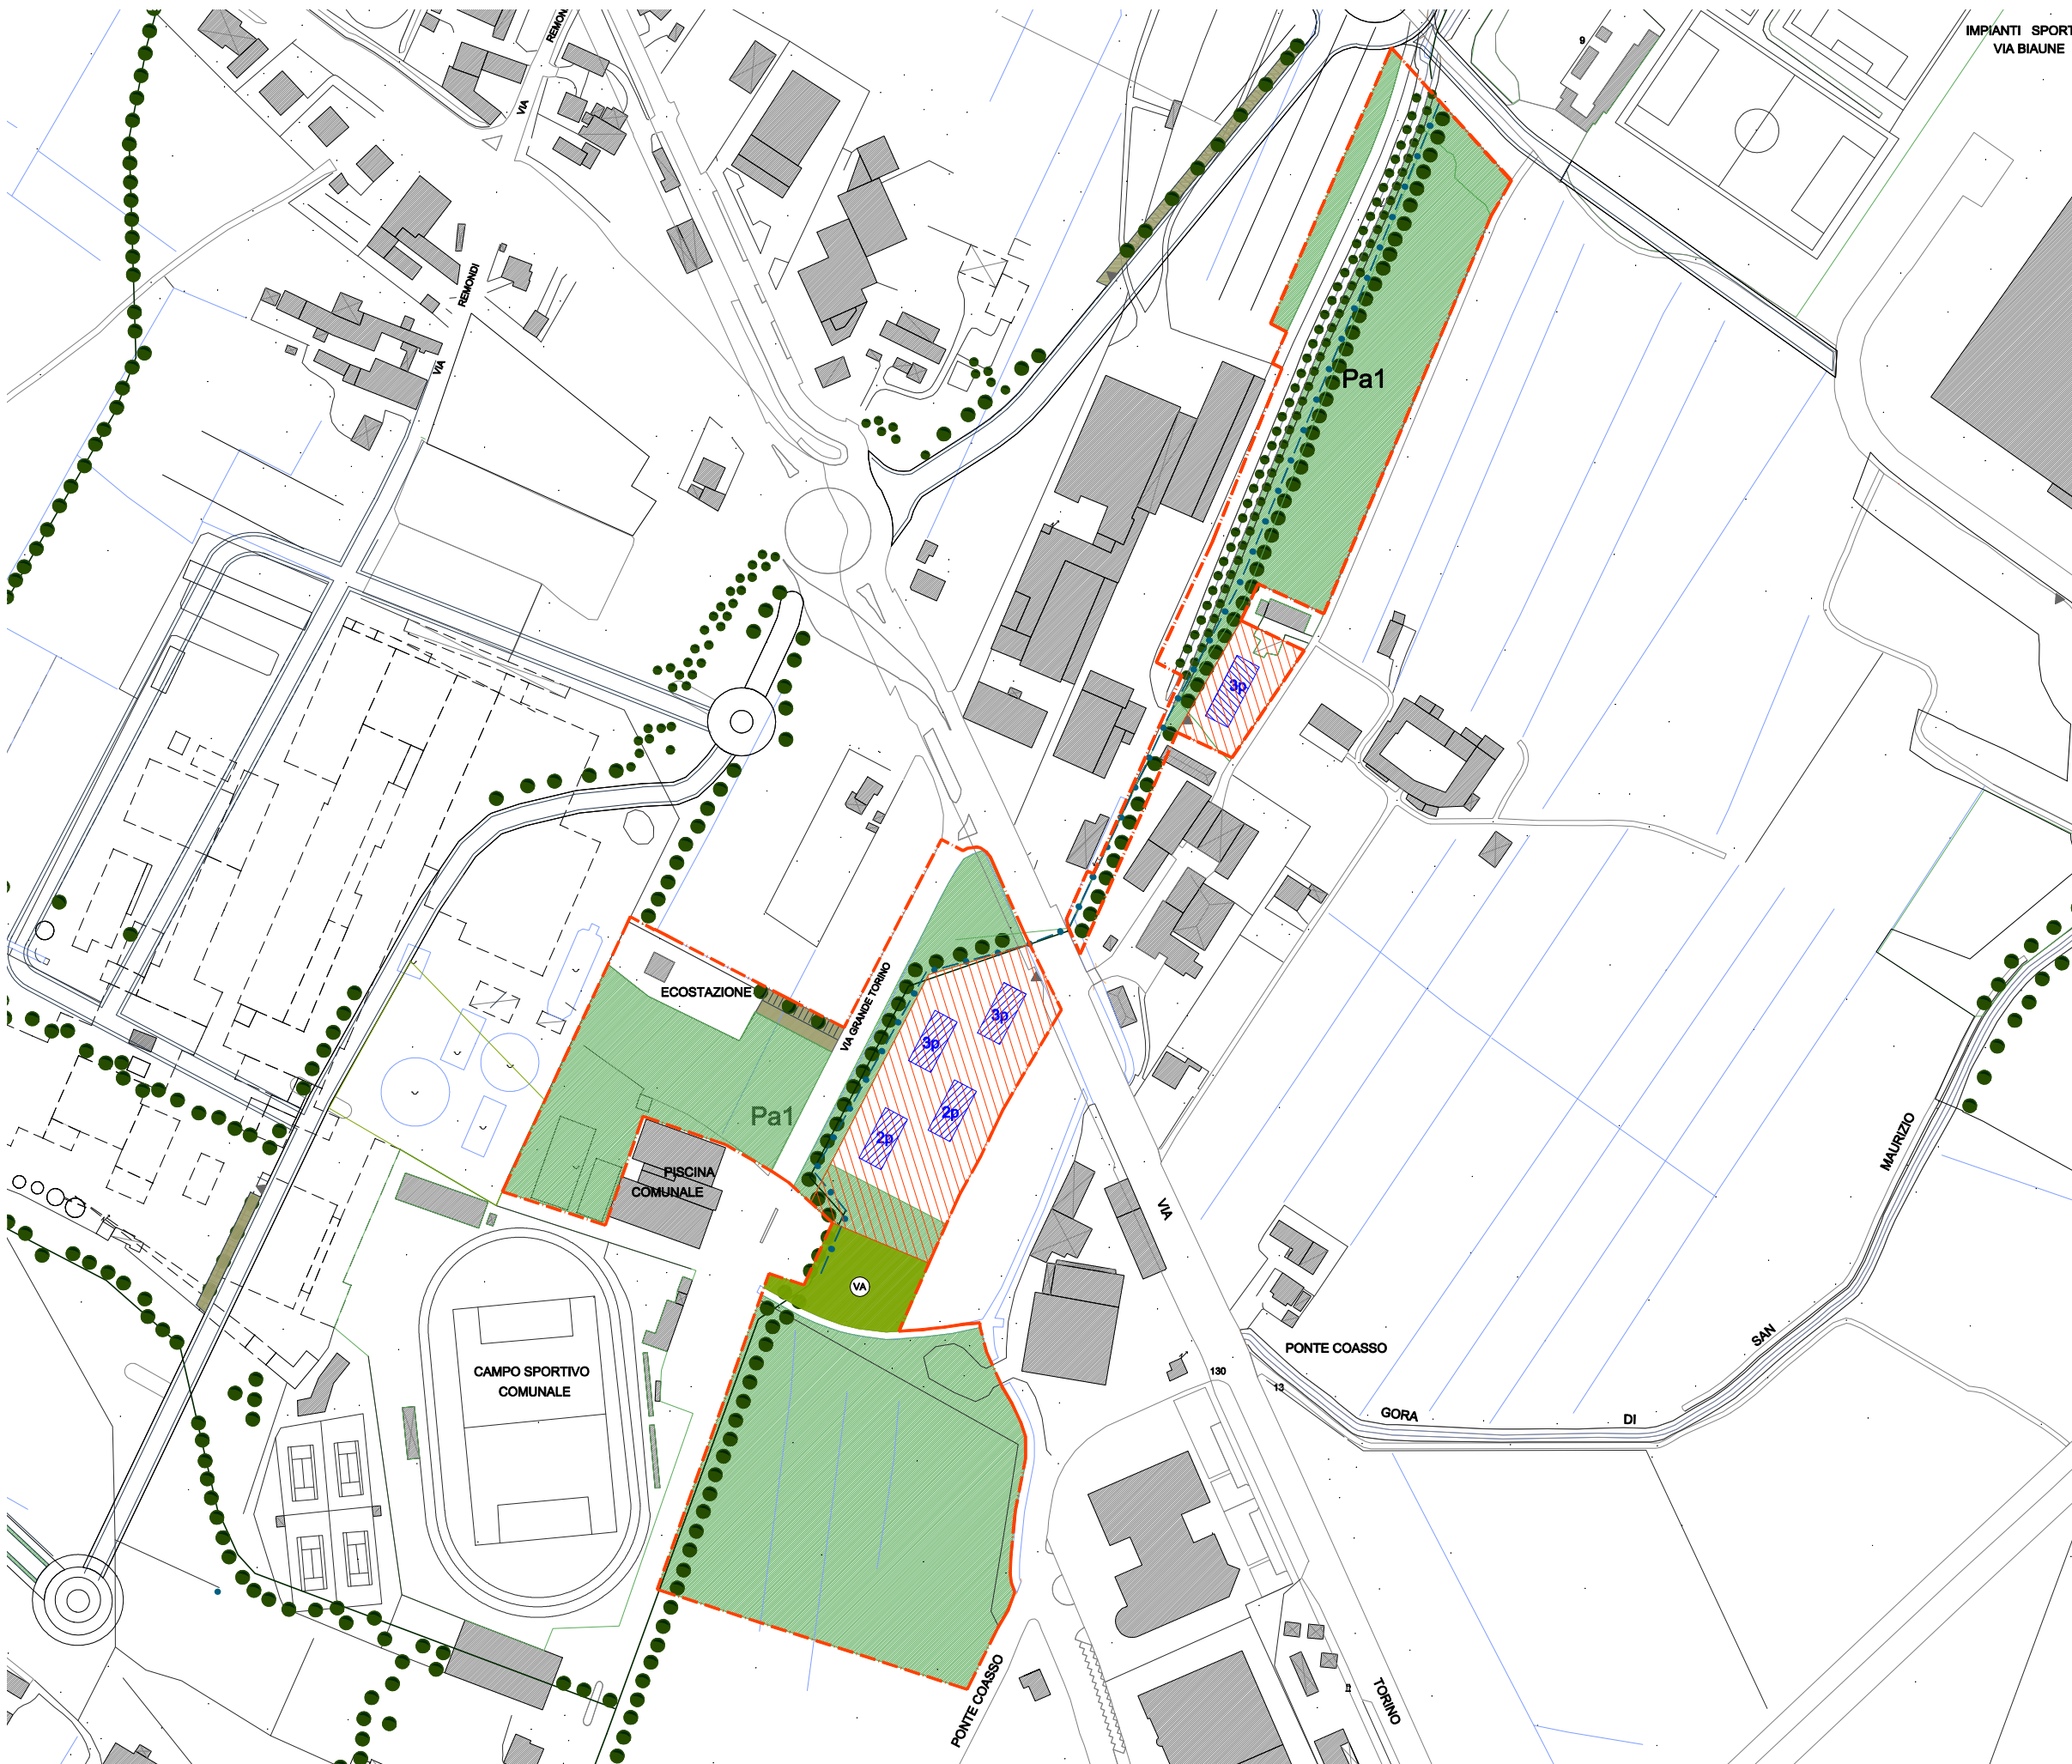 REMON
IMPIANTI SPORT
VIA BIAUNE
9
VIA
REMONDI
VIA
Pa1
3p
ECOSTAZIONE
VIA GRANDE TORINO
3p
3p
Pa1
2p
2p
PISCINA
COMUNALE
MAURIZIO
VIA
VA
SAN
PONTE COASSO
CAMPO SPORTIVO
COMUNALE
130
13
GORA
DI
PONTE COASSO
TORINO